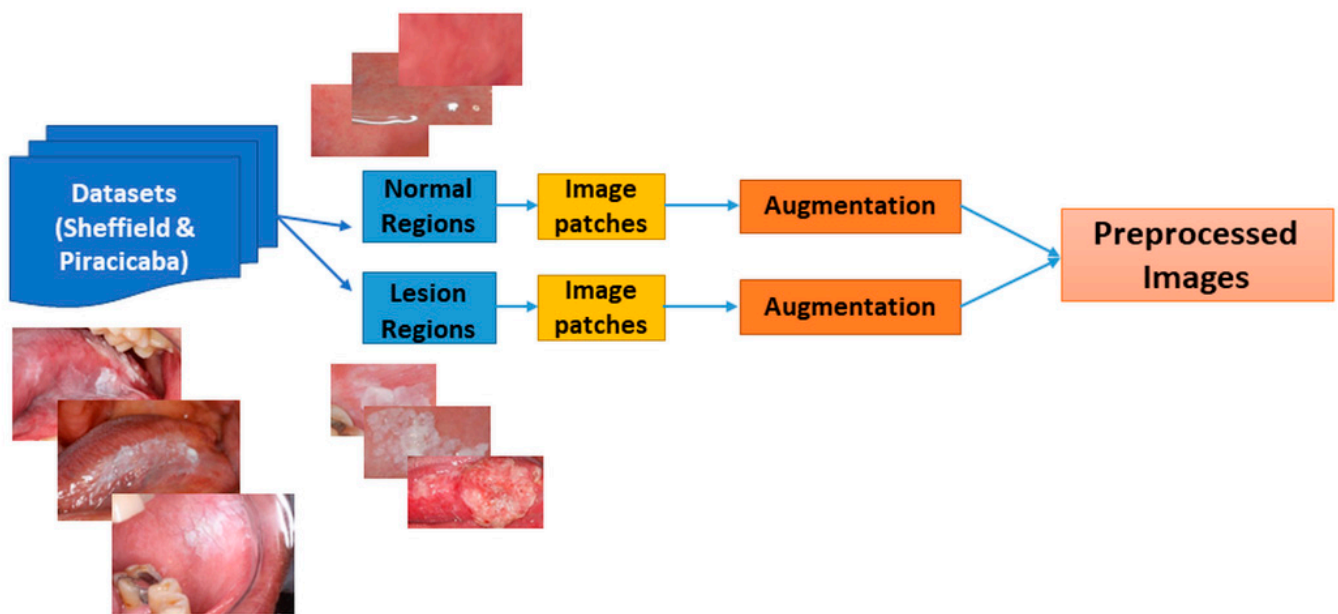 Datasets
(Sheffield &
Piracicaba)
Normal
Regions
Image
patches
Augmentation
Lesion
Regions
Image
patches
Augmentation
Preprocessed
Images